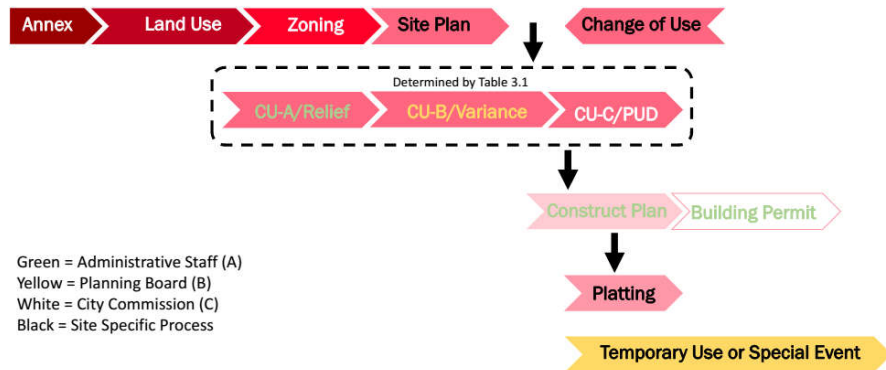 Annex Land Use Zoning Site Plan Change of Use
Determined by Table 3.1
CU-A/Relief CU-B/Variance CU-C/PUD
Construct Plan Building Permit
Green = Administrative Staff (A)
Yellow = Planning Board (B)
White = City Commission (C)
Black = Site Specific Process
Platting
Temporary Use or Special Event